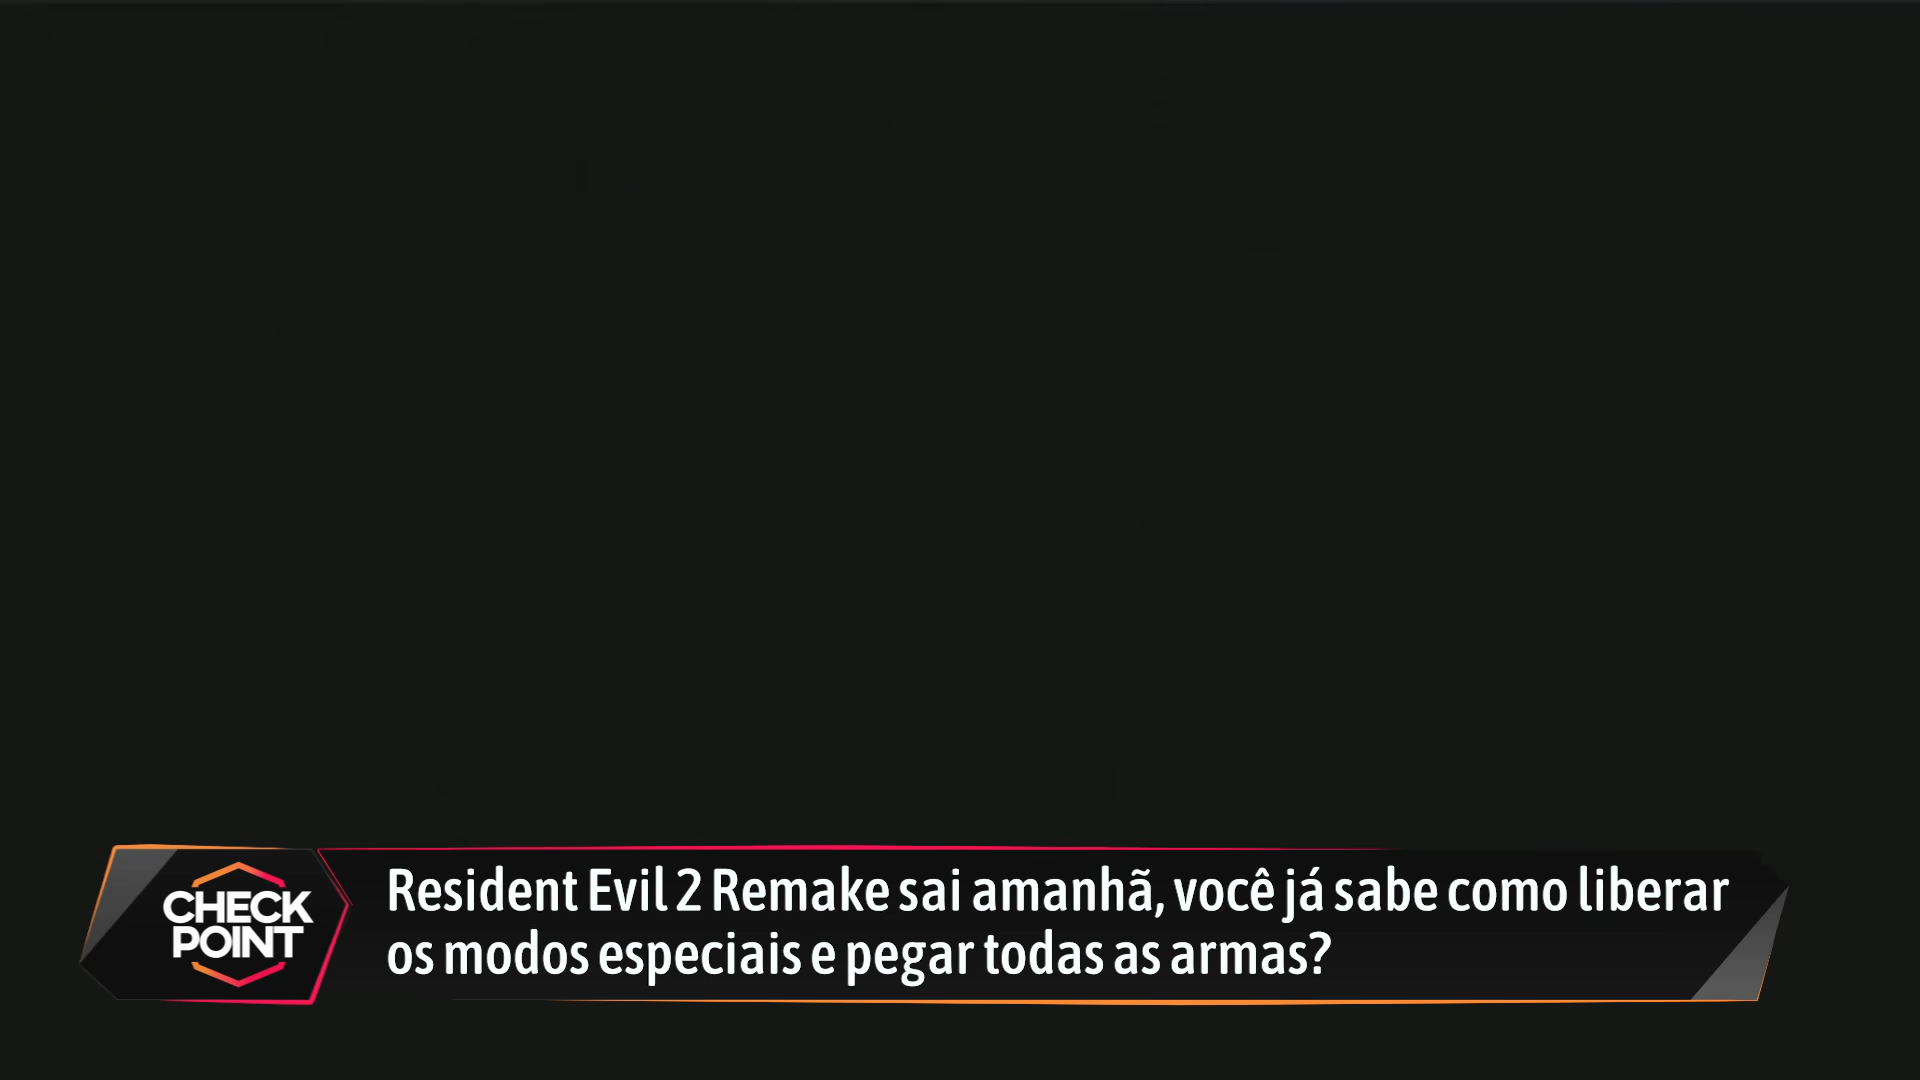 CHECK
POINT
Resident Evil 2 Remake sai amanhã, você já sabe como liberar
os modos especiais e pegar todas as armas?